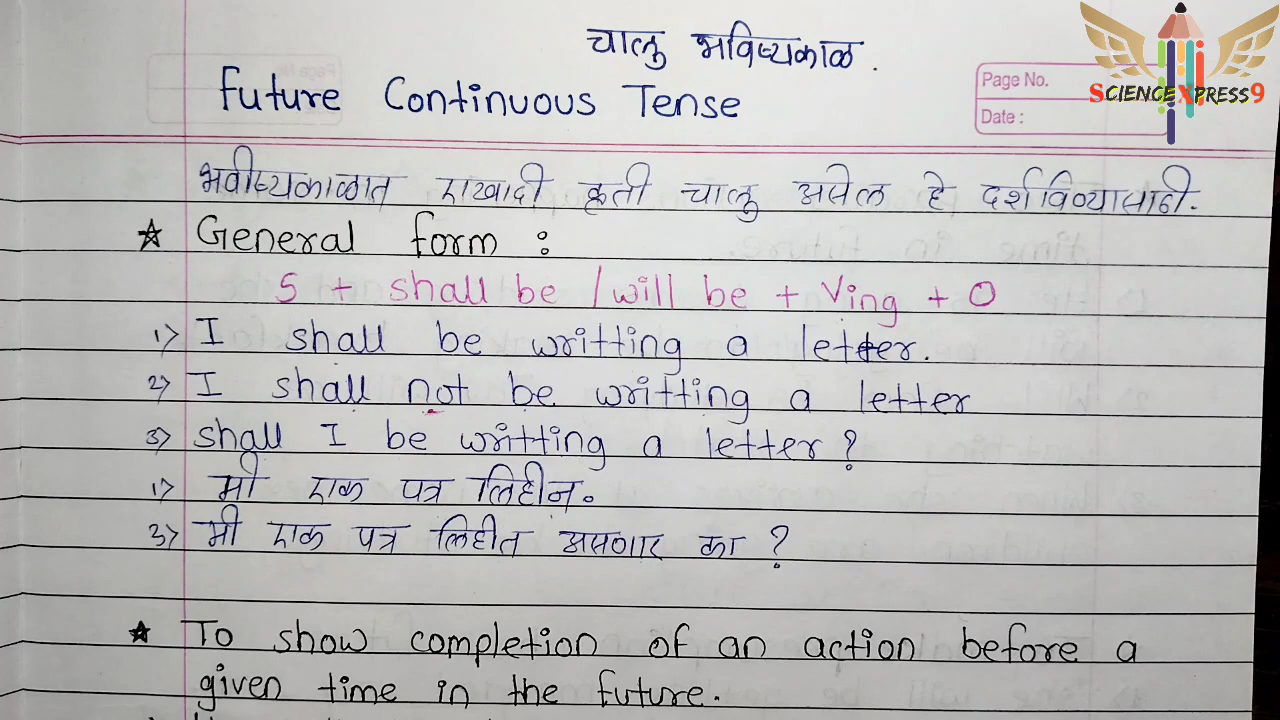 चालु भविष्यकाळ.
Future Continuous Tense
Page No.
Date :
SCIENCEXPRESS9
भवीष्यकाळात एखादी कृती चालु असेल हे दर्शविण्यासाठी.
★ General form :
S + shall be / will be + Ving + O
1) I shall be writting a letter.
2) I shall not be writting a letter
3) shall I be writting a letter?
1) मी एक पत्र लिहीन.
3) मी एक पत्र लिहीत असणार का?
★ To show completion of an action before a
given time in the future.